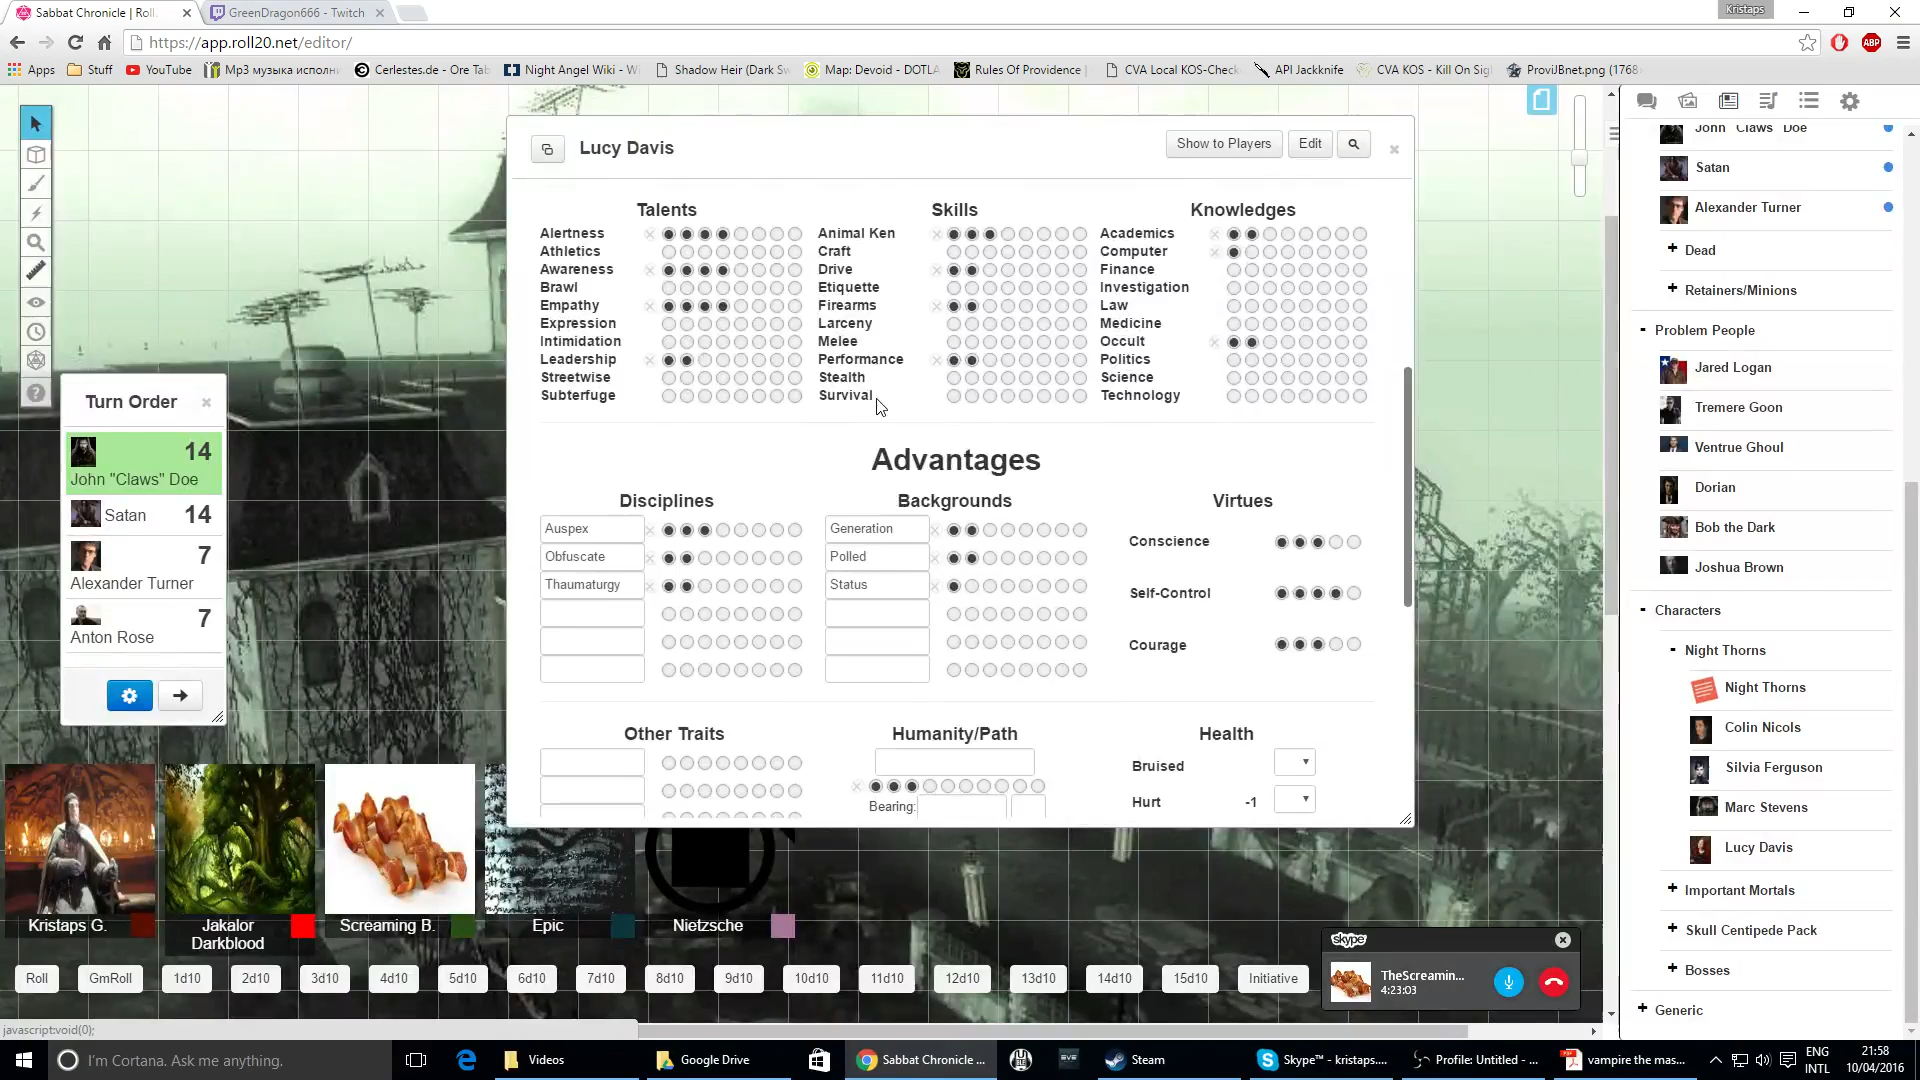 Sabbat Chronicle | Roll.
GreenDragon666 - Twitch
Kristaps
https://app.roll20.net/editor/
Apps
Stuff
YouTube
Mp3 музыка исполни
Cerlestes.de - Ore Tab
Night Angel Wiki - Wi
Shadow Heir (Dark Sw
Map: Devoid - DOTLA
Rules Of Providence |
CVA Local KOS-Check
API Jackknife
CVA KOS - Kill On Sig
ProviJBnet.png (1768×
Lucy Davis
Show to Players
Edit
Talents
Skills
Knowledges
Alertness
Animal Ken
Academics
Athletics
Craft
Computer
Awareness
Drive
Finance
Brawl
Etiquette
Investigation
Empathy
Firearms
Law
Expression
Larceny
Medicine
Intimidation
Melee
Occult
Leadership
Performance
Politics
Streetwise
Stealth
Science
Subterfuge
Survival
Technology
Advantages
Disciplines
Backgrounds
Virtues
Auspex
Generation
Conscience
Obfuscate
Polled
Thaumaturgy
Status
Self-Control
Courage
Other Traits
Humanity/Path
Health
Bruised
Hurt -1
Bearing:
Turn Order
14
John "Claws" Doe
Satan 14
7
Alexander Turner
7
Anton Rose
John "Claws" Doe
Satan
Alexander Turner
Dead
Retainers/Minions
Problem People
Jared Logan
Tremere Goon
Ventrue Ghoul
Dorian
Bob the Dark
Joshua Brown
Characters
Night Thorns
Night Thorns
Colin Nicols
Silvia Ferguson
Marc Stevens
Lucy Davis
Important Mortals
Skull Centipede Pack
Bosses
Generic
Kristaps G.
Jakalor
Darkblood
Screaming B.
Epic
Nietzsche
Roll
GmRoll
1d10
2d10
3d10
4d10
5d10
6d10
7d10
8d10
9d10
10d10
11d10
12d10
13d10
14d10
15d10
Initiative
skype
TheScreamin...
4:23:03
javascript:void(0);
I'm Cortana. Ask me anything.
Videos
Google Drive
Sabbat Chronicle ...
Steam
Skype™ - kristaps....
Profile: Untitled - ...
vampire the mas...
ENG
INTL
21:58
10/04/2016